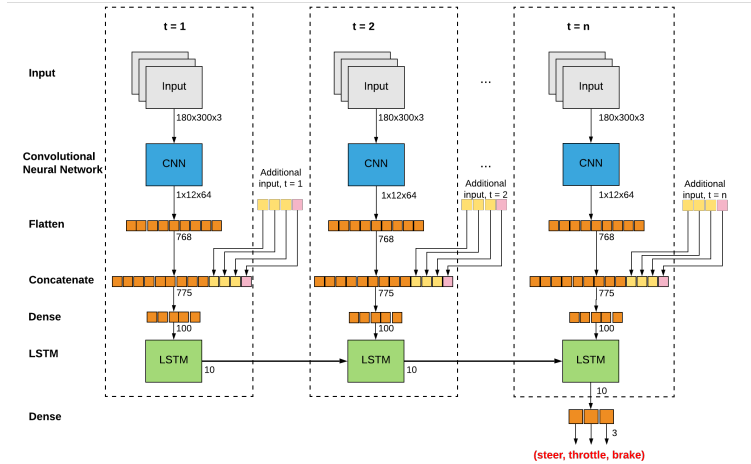 t = 1
t = 2
t = n
Input
Input
Input
Input
...
180x300x3
180x300x3
180x300x3
Convolutional
Neural Network
CNN
CNN
CNN
...
Additional
input, t = 1
Additional
input, t = 2
Additional
input, t = n
1x12x64
1x12x64
1x12x64
Flatten
768
768
768
Concatenate
775
775
775
Dense
100
100
100
LSTM
LSTM
LSTM
LSTM
10
10
10
Dense
3
(steer, throttle, brake)